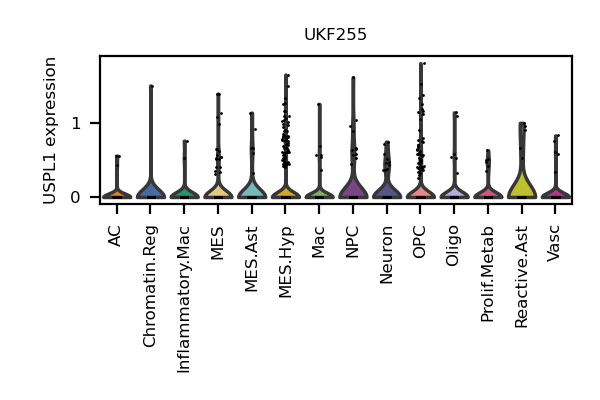 UKF255
USPL1 expression
1
0
AC
Chromatin.Reg
Inflammatory.Mac
MES
MES.Ast
MES.Hyp
Mac
NPC
Neuron
OPC
Oligo
Prolif.Metab
Reactive.Ast
Vasc